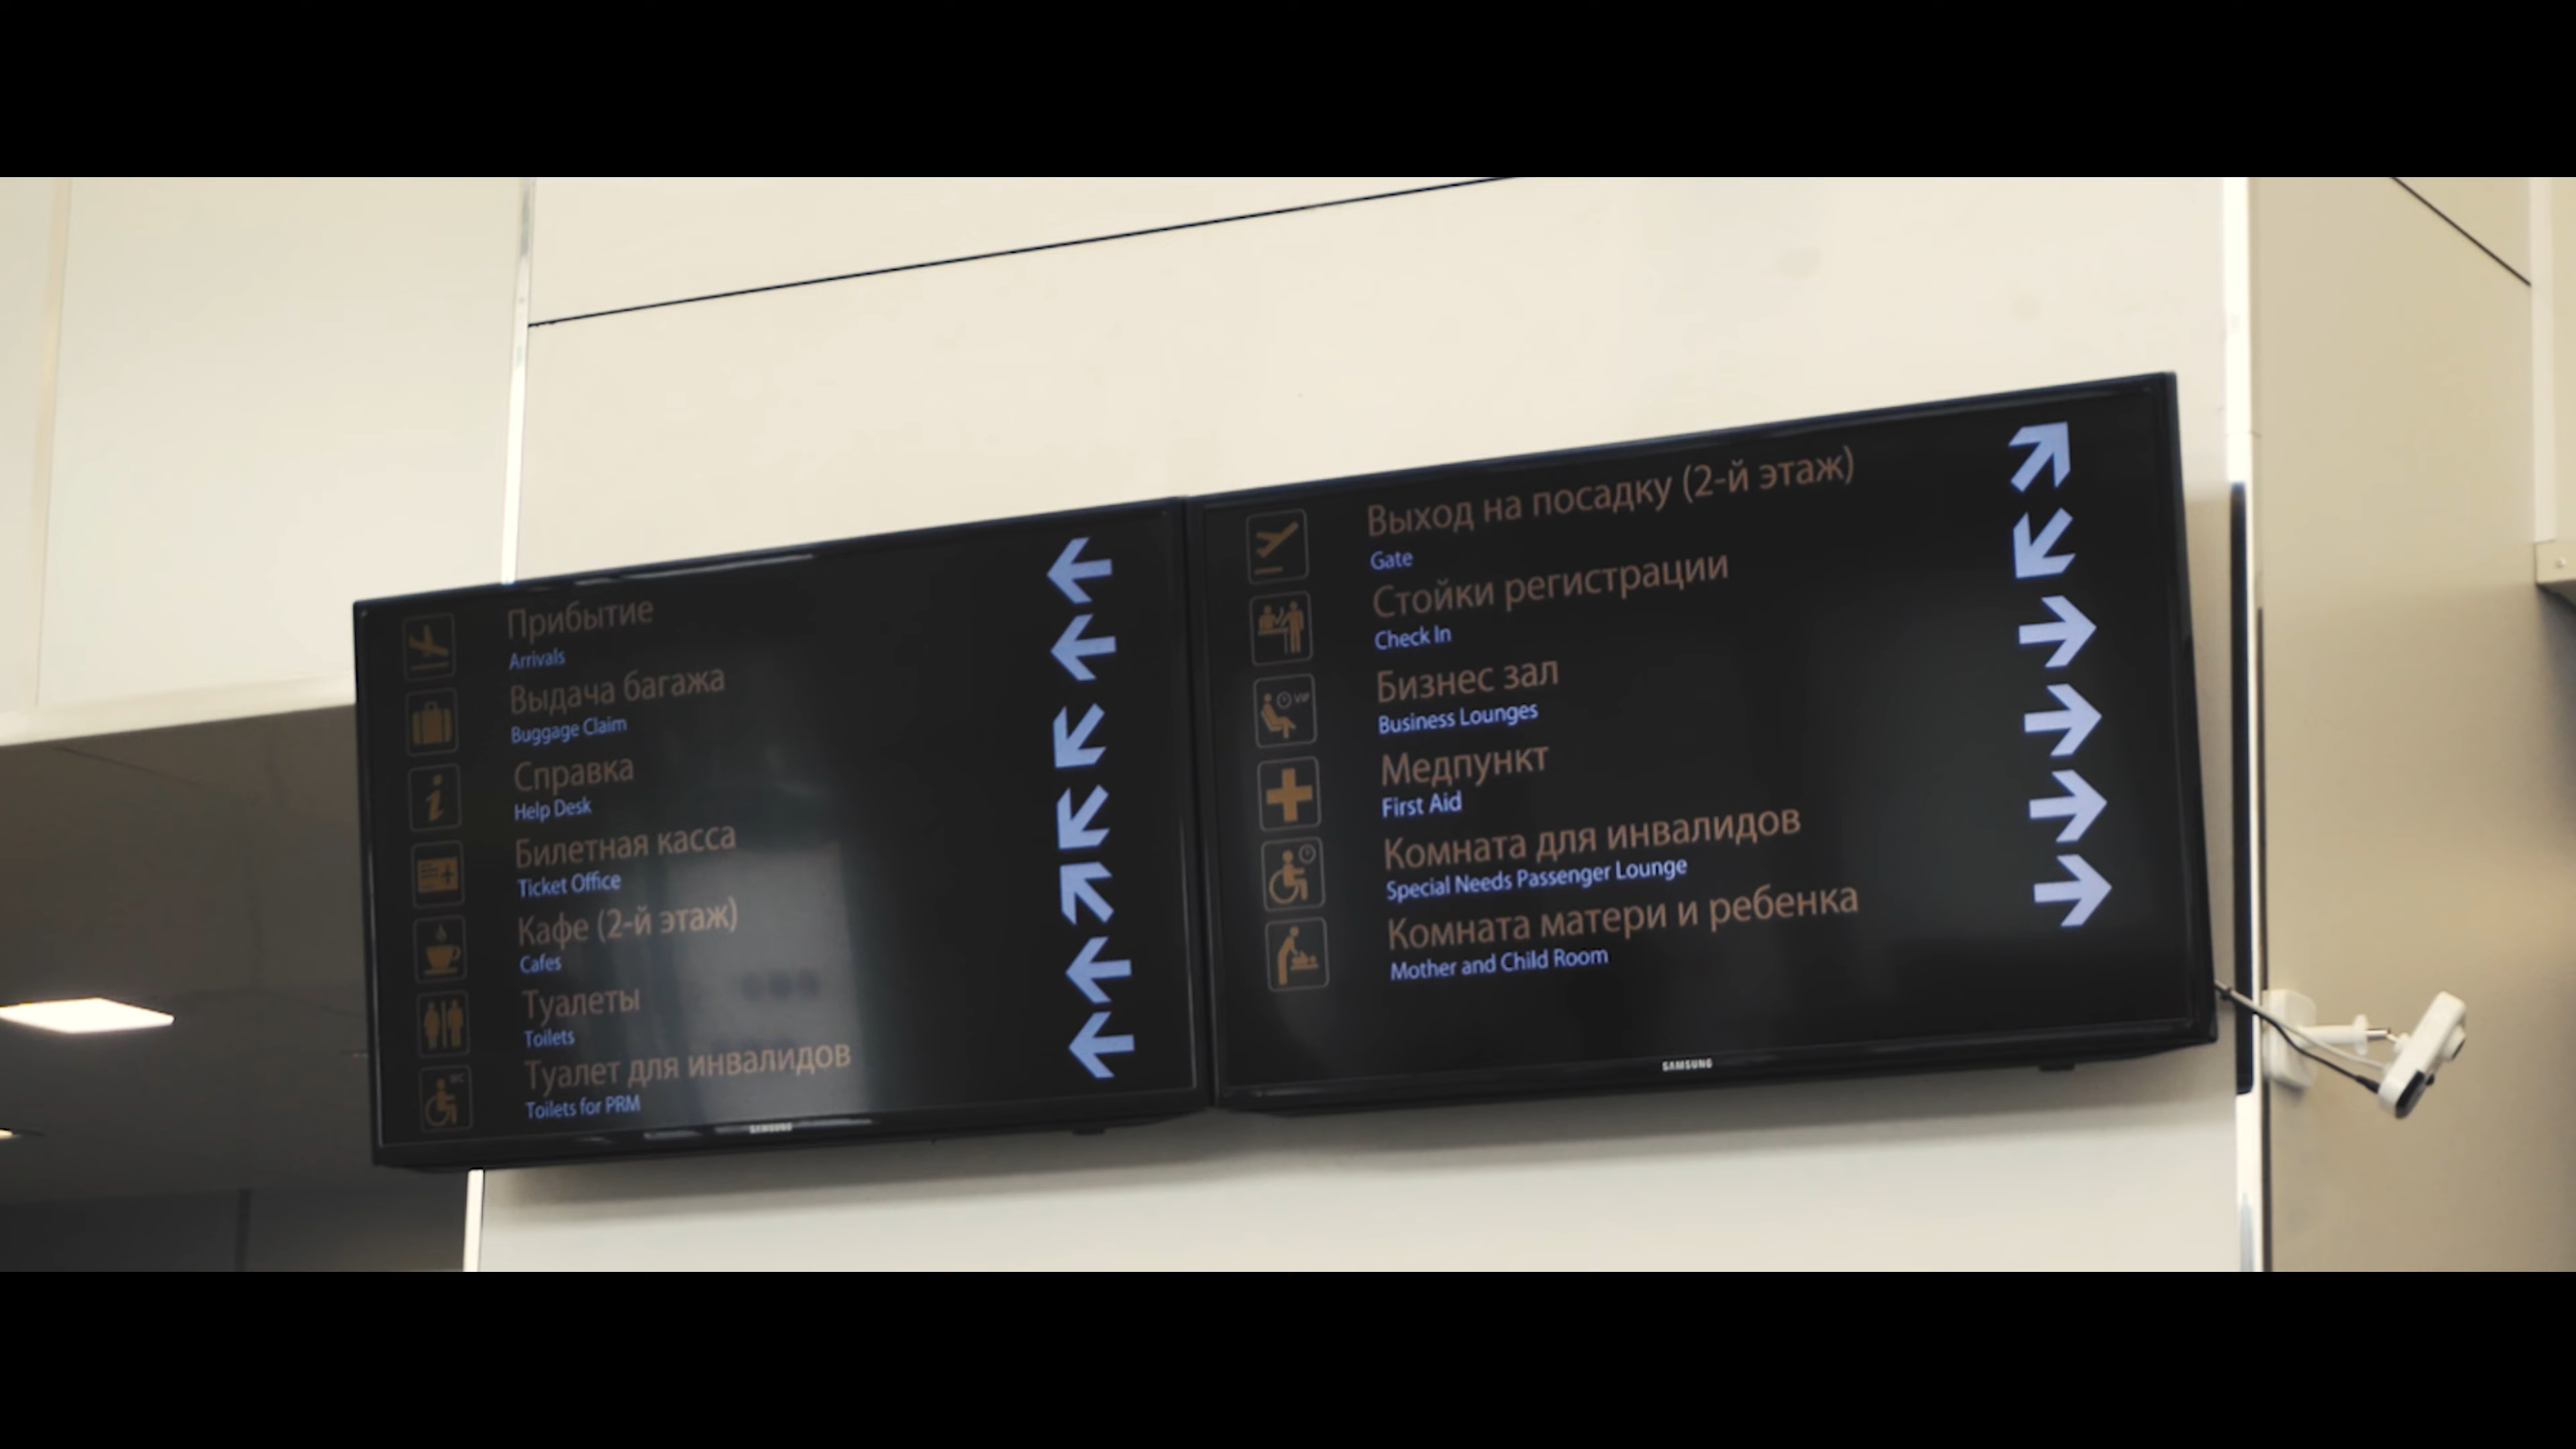 Прибытие
Arrivals
Выдача багажа
Buggage Claim
Справка
Help Desk
Билетная касса
Ticket Office
Кафе (2-й этаж)
Cafes
Туалеты
Toilets
Туалет для инвалидов
Toilets for PRM
SAMSUNG
Выход на посадку (2-й этаж)
Gate
Стойки регистрации
Check In
VIP
Бизнес зал
Business Lounges
Медпункт
First Aid
Комната для инвалидов
Special Needs Passenger Lounge
Комната матери и ребенка
Mother and Child Room
SAMSUNG